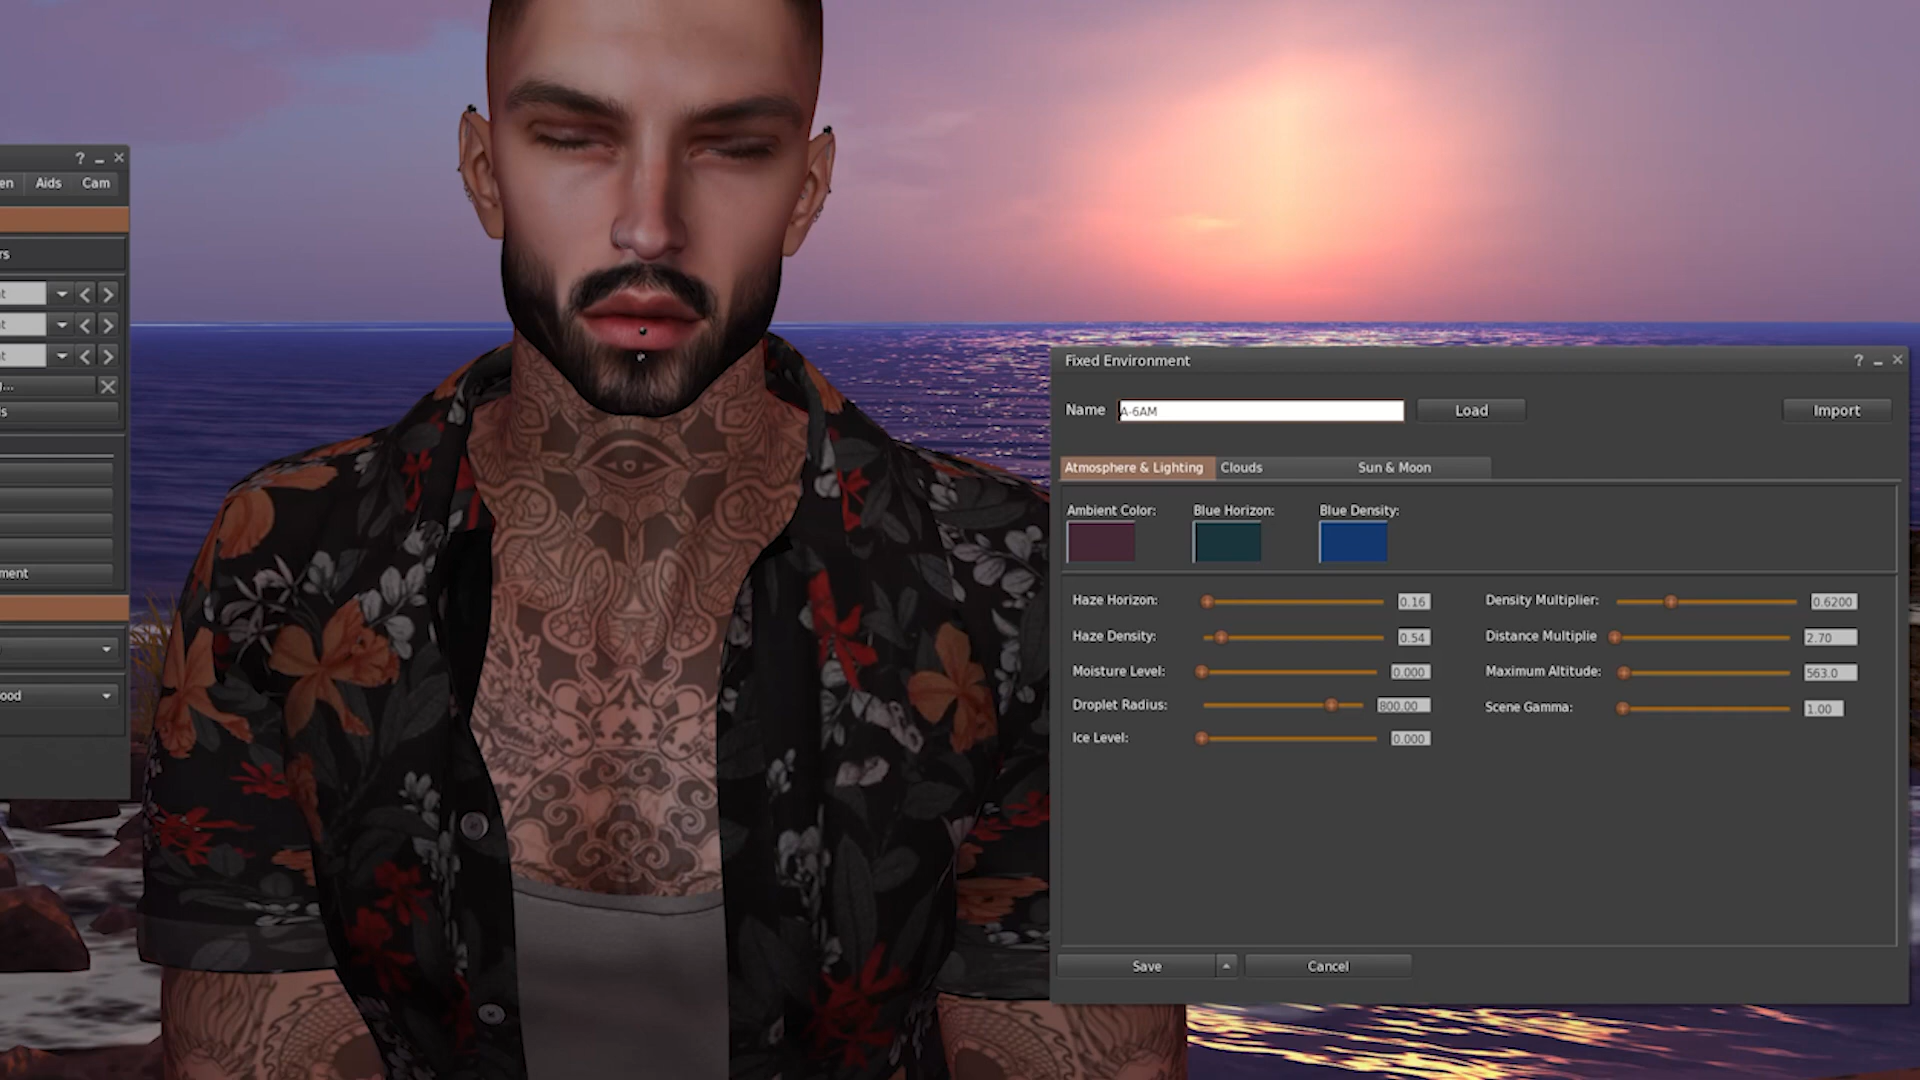 ? _ ×
en Aids Cam
rs
t
t
t
g...
ls
ment
ood
Fixed Environment ? _ ×
Name A-6AM Load Import
Atmosphere & Lighting Clouds Sun & Moon
Ambient Color: Blue Horizon: Blue Density:
Haze Horizon: 0.16 Density Multiplier: 0.6200
Haze Density: 0.54 Distance Multiplie 2.70
Moisture Level: 0.000 Maximum Altitude: 563.0
Droplet Radius: 800.00 Scene Gamma: 1.00
Ice Level: 0.000
Save Cancel